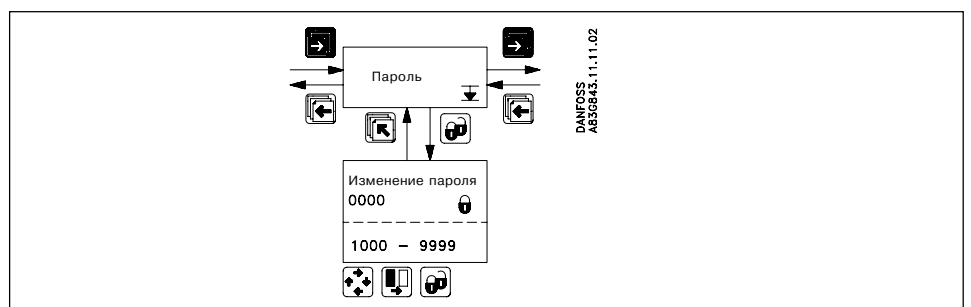 Пароль
DANFOSS
A83G843.11.11.02
Изменение пароля
0000
1000 – 9999